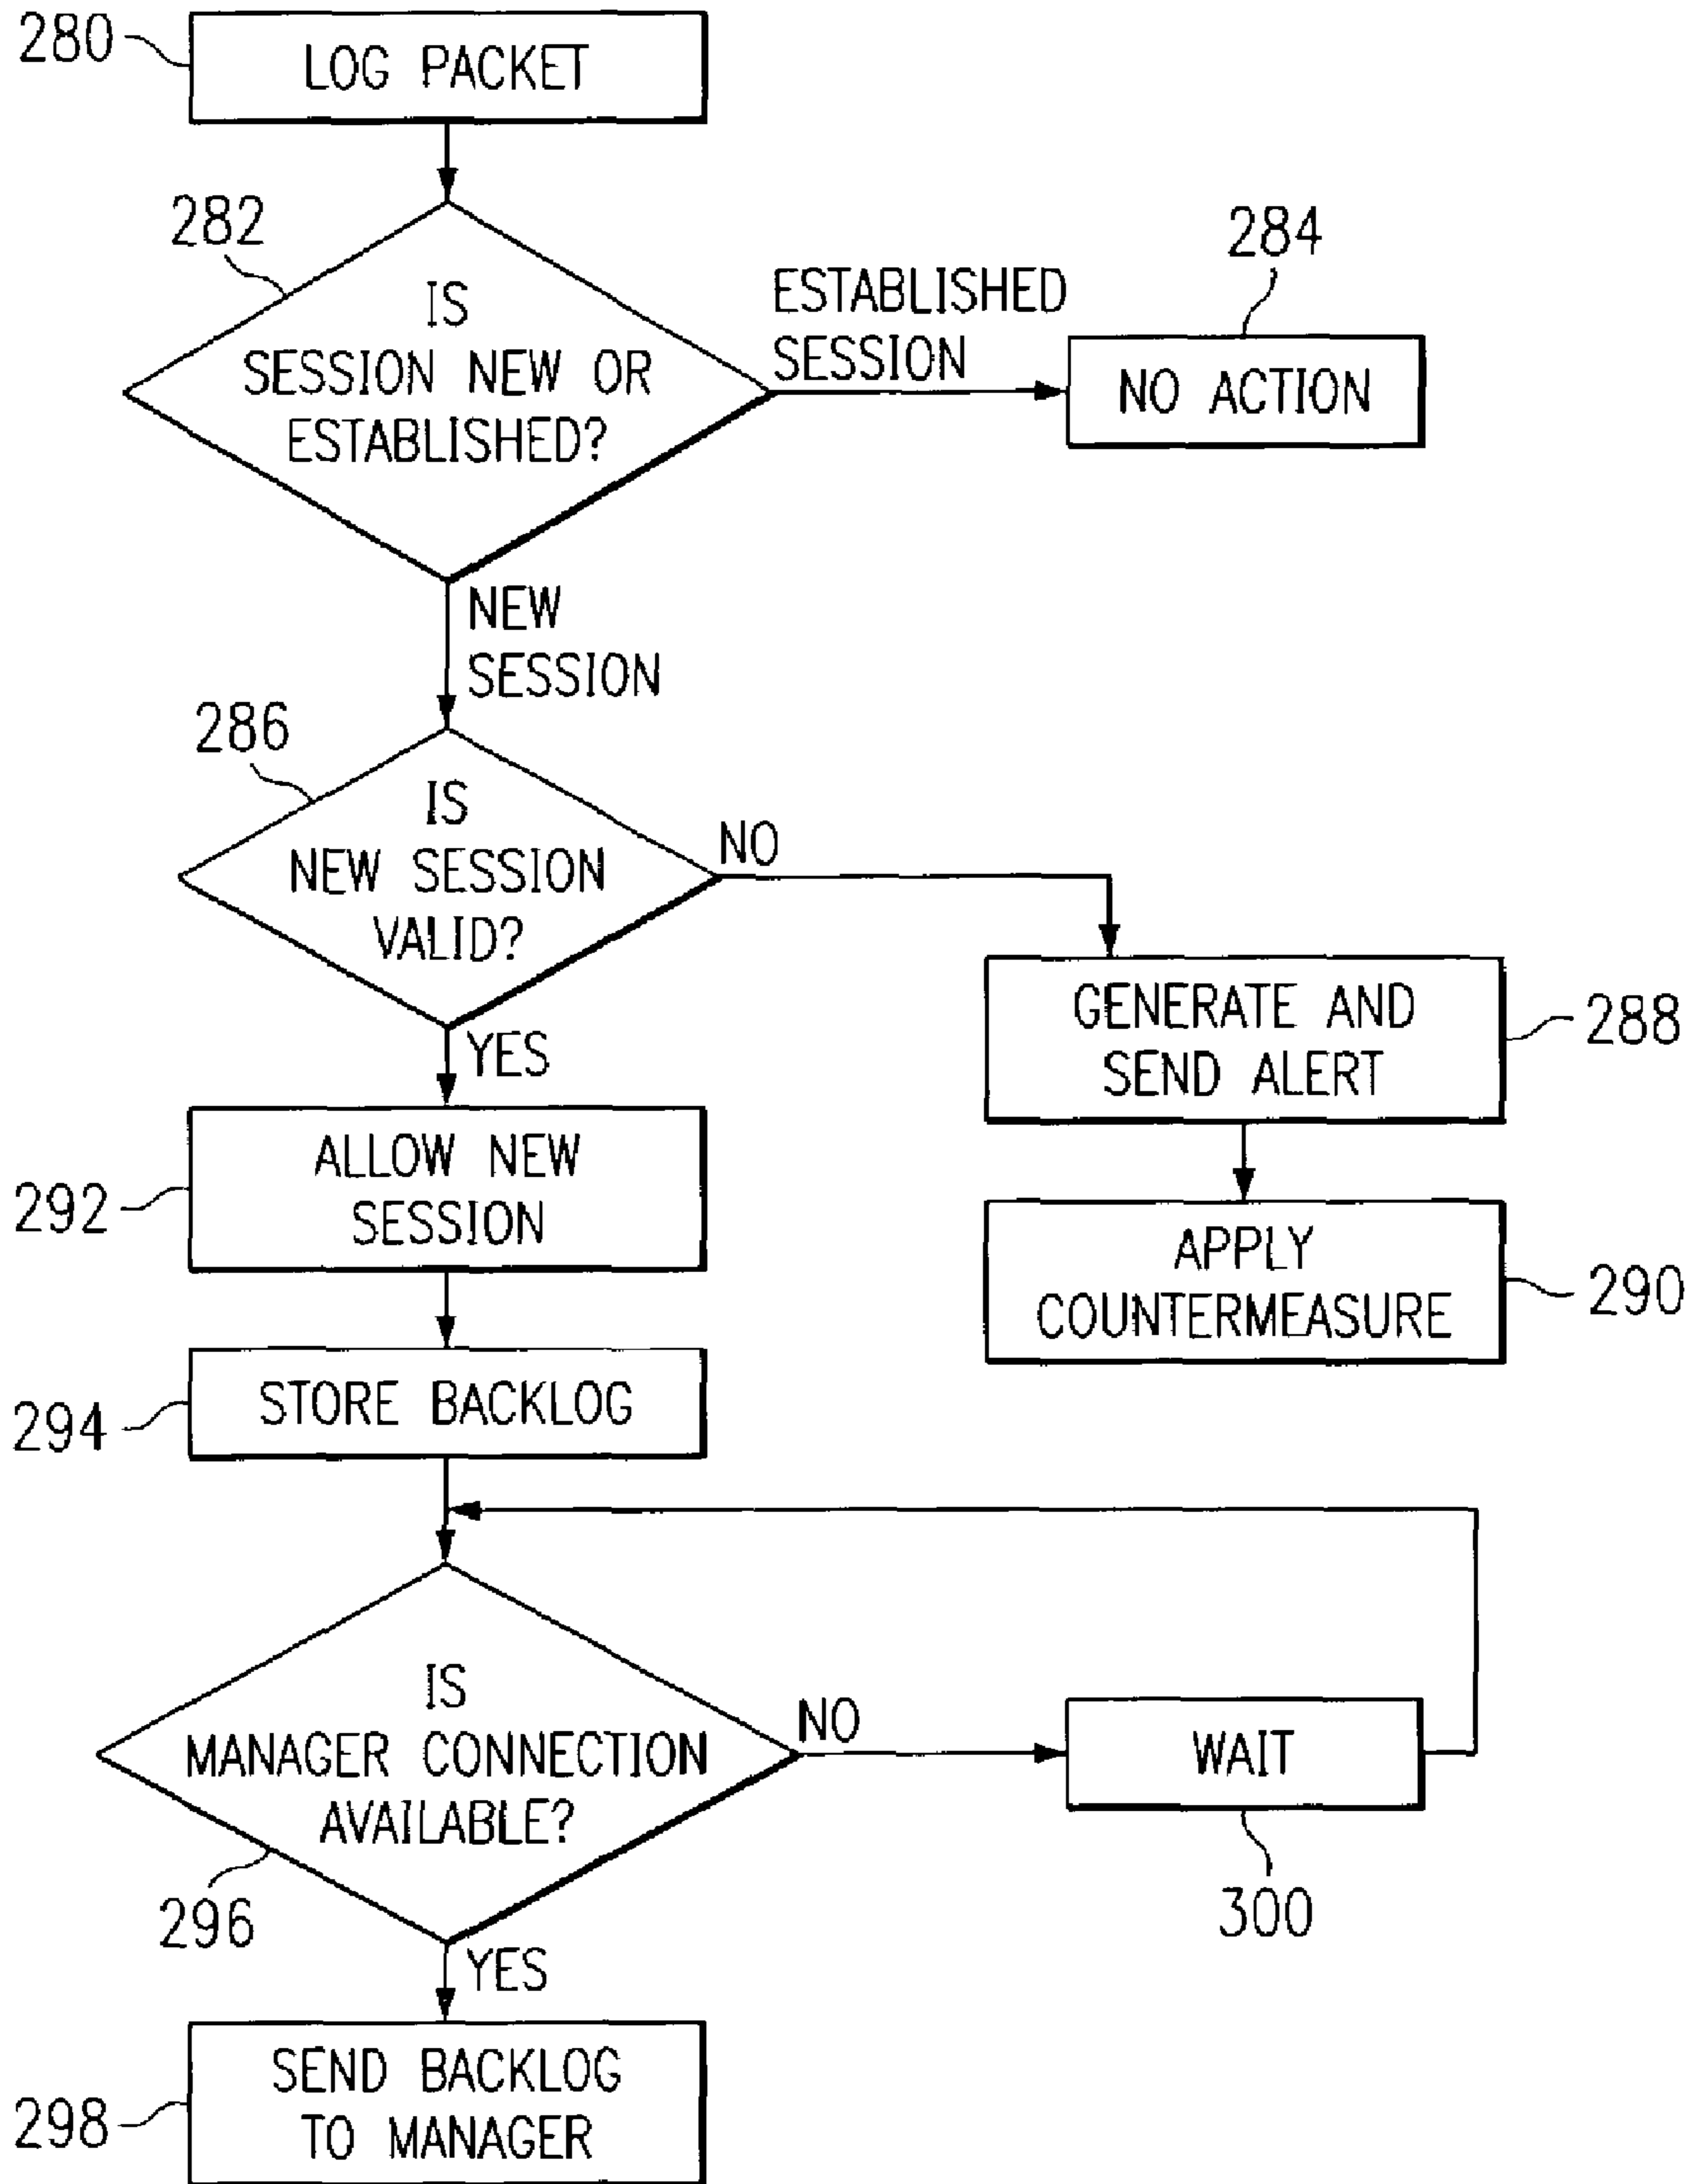 280
LOG PACKET
282
IS
SESSION NEW OR
ESTABLISHED?
ESTABLISHED
SESSION
284
NO ACTION
NEW
SESSION
286
IS
NEW SESSION
VALID?
NO
GENERATE AND
SEND ALERT
288
YES
292
ALLOW NEW
SESSION
APPLY
COUNTERMEASURE
290
294
STORE BACKLOG
IS
MANAGER CONNECTION
AVAILABLE?
296
NO
WAIT
300
YES
298
SEND BACKLOG
TO MANAGER